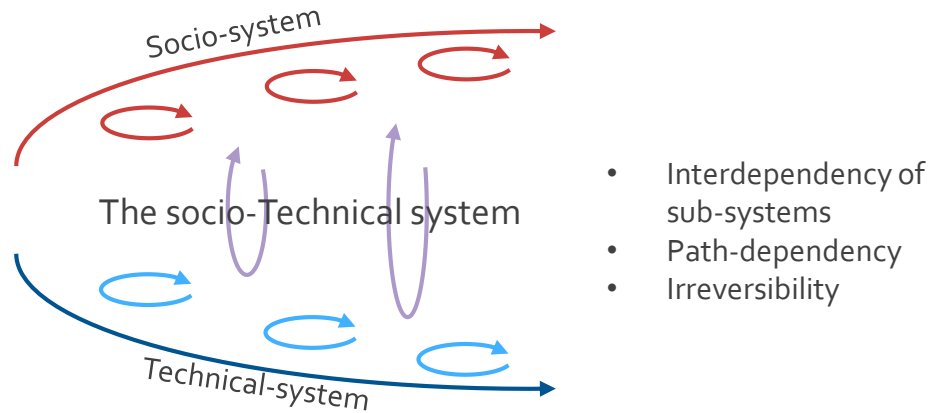 Socio-system
The socio-Technical system
Technical-system
• Interdependency of
sub-systems
• Path-dependency
• Irreversibility